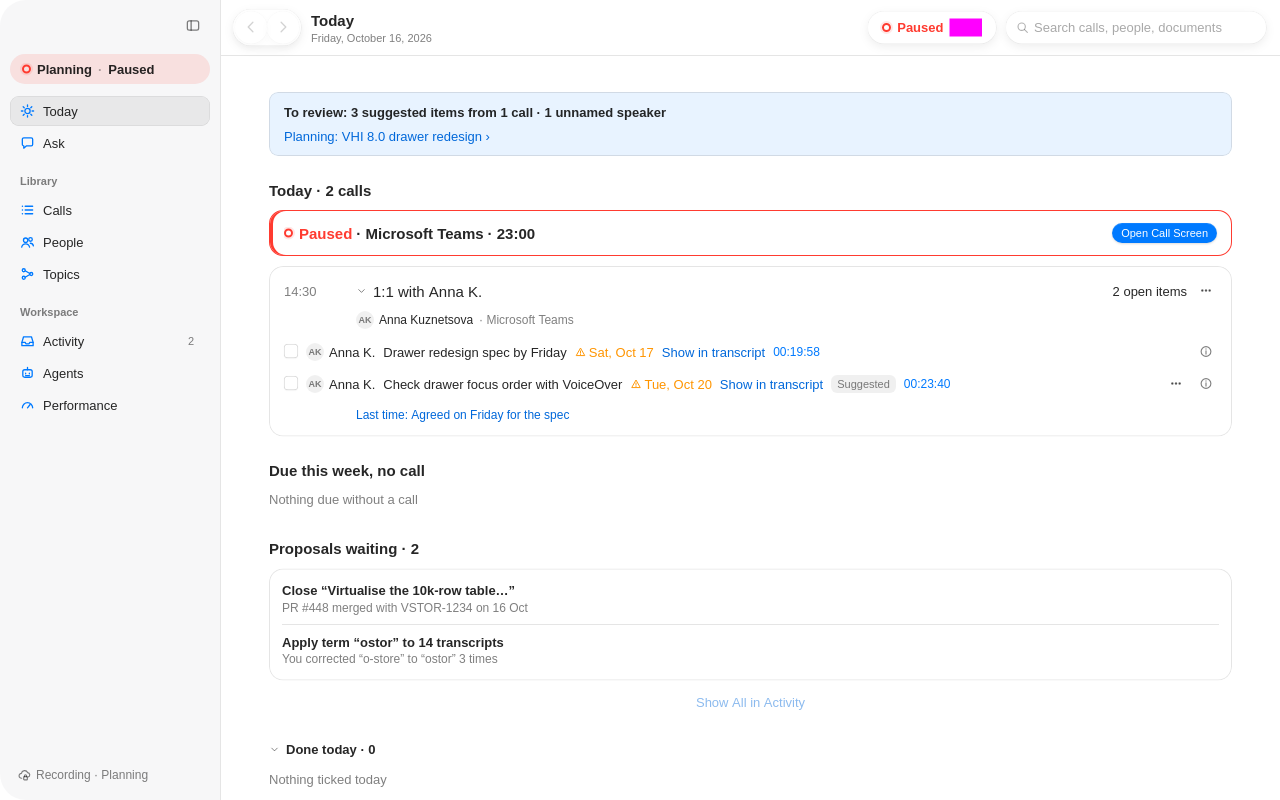 Today
Friday, October 16, 2026
Paused
Search calls, people, documents
Planning · Paused
Today
Ask
Library
Calls
People
Topics
Workspace
Activity 2
Agents
Performance
Recording · Planning
To review: 3 suggested items from 1 call · 1 unnamed speaker
Planning: VHI 8.0 drawer redesign ›
Today · 2 calls
Paused · Microsoft Teams · 23:00
Open Call Screen
14:30 1:1 with Anna K. 2 open items
AK Anna Kuznetsova · Microsoft Teams
AK Anna K. Drawer redesign spec by Friday Sat, Oct 17 Show in transcript 00:19:58
AK Anna K. Check drawer focus order with VoiceOver Tue, Oct 20 Show in transcript Suggested 00:23:40
Last time: Agreed on Friday for the spec
Due this week, no call
Nothing due without a call
Proposals waiting · 2
Close “Virtualise the 10k-row table…”
PR #448 merged with VSTOR-1234 on 16 Oct
Apply term “ostor” to 14 transcripts
You corrected “o-store” to “ostor” 3 times
Show All in Activity
Done today · 0
Nothing ticked today